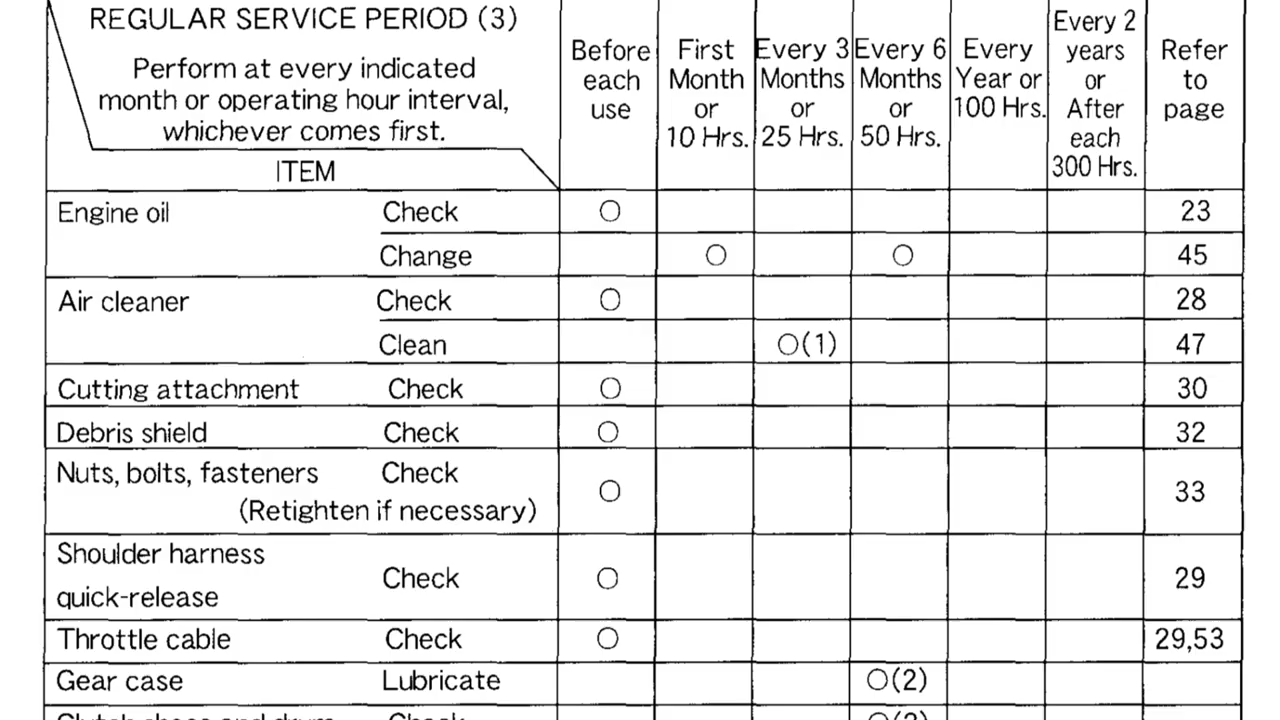 REGULAR SERVICE PERIOD (3)
Perform at every indicated
month or operating hour interval,
whichever comes first.
ITEM
Before
each
use
First
Month
or
10 Hrs.
Every 3
Months
or
25 Hrs.
Every 6
Months
or
50 Hrs.
Every
Year or
100 Hrs.
Every 2
years
or
After
each
300 Hrs.
Refer
to
page
Engine oil Check ○ 23
Change ○ ○ 45
Air cleaner Check ○ 28
Clean ○(1) 47
Cutting attachment Check ○ 30
Debris shield Check ○ 32
Nuts, bolts, fasteners Check
(Retighten if necessary) ○ 33
Shoulder harness
quick-release Check ○ 29
Throttle cable Check ○ 29,53
Gear case Lubricate ○(2)
Clutch shoes and drum Check ○(2)